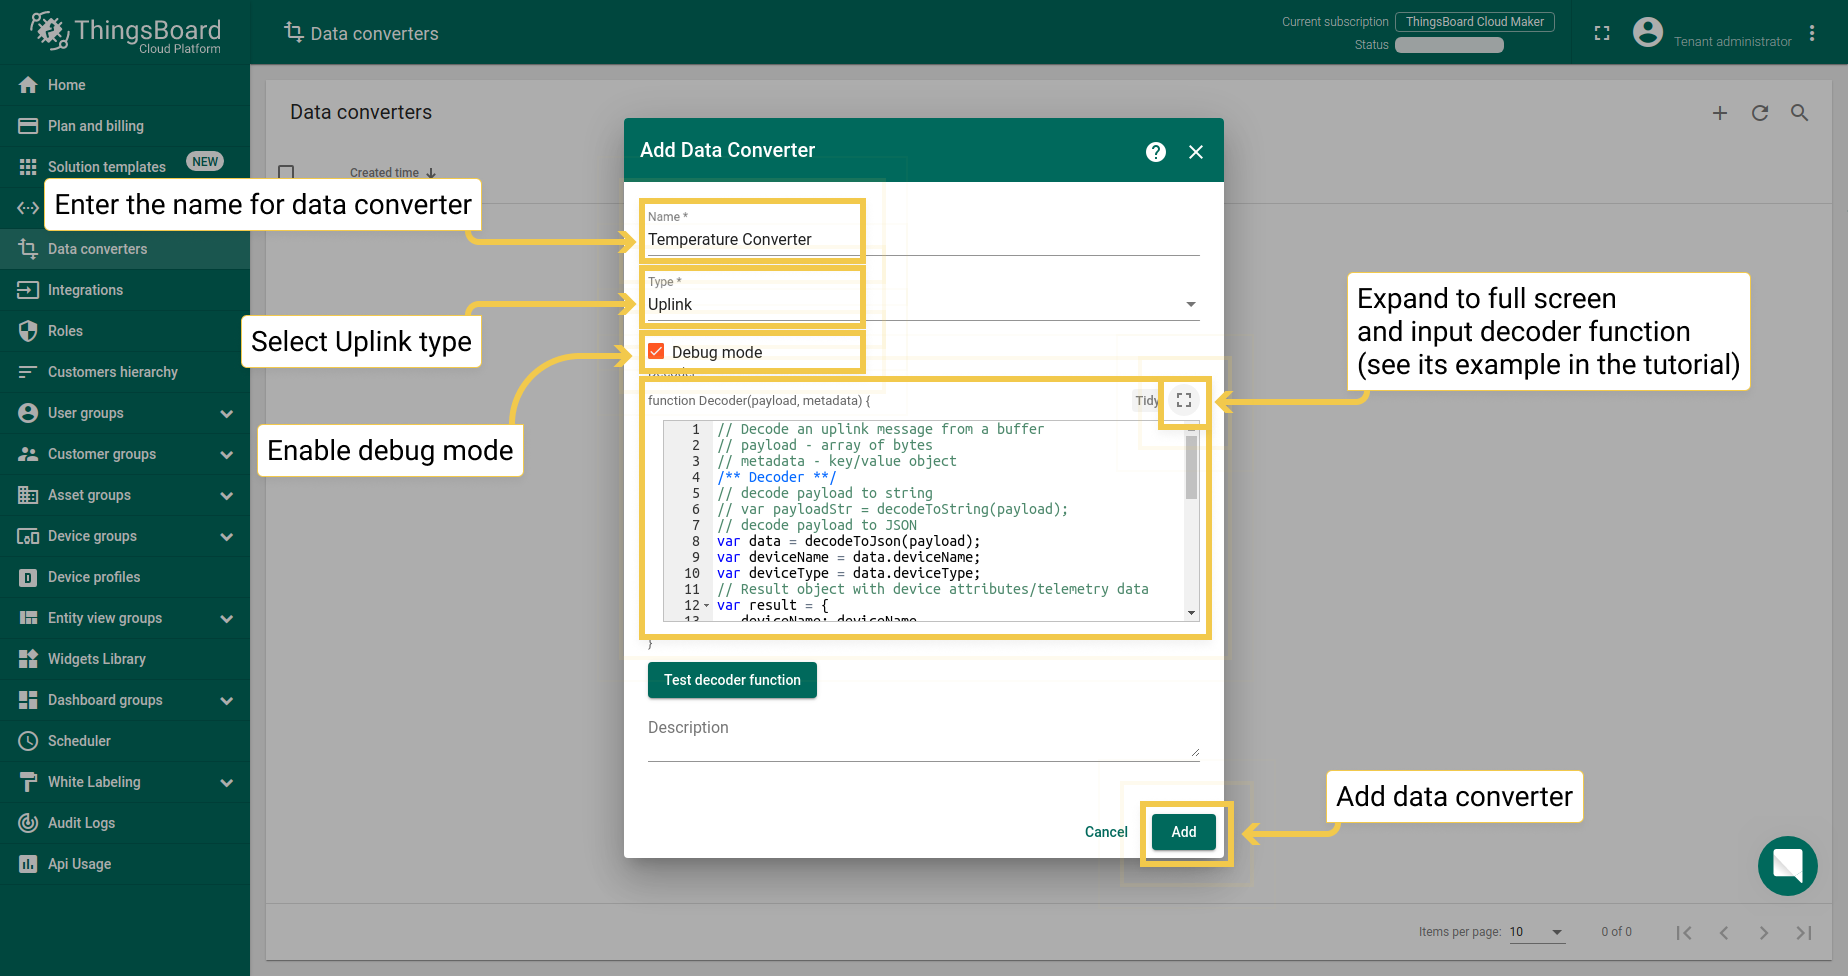 ThingsBoard
Cloud Platform
Data converters
Current subscription
ThingsBoard Cloud Maker
Status
Tenant administrator
Home
Plan and billing
Solution templates
NEW
Data converters
Integrations
Roles
Customers hierarchy
User groups
Customer groups
Asset groups
Device groups
Device profiles
Entity view groups
Widgets Library
Dashboard groups
Scheduler
White Labeling
Audit Logs
Api Usage
Data converters
Created time
Enter the name for data converter
Select Uplink type
Enable debug mode
Add Data Converter
Name *
Temperature Converter
Type *
Uplink
Debug mode
Decoder
function Decoder(payload, metadata) {
Tidy
1 // Decode an uplink message from a buffer
2 // payload - array of bytes
3 // metadata - key/value object
4 /** Decoder **/
5 // decode payload to string
6 // var payloadStr = decodeToString(payload);
7 // decode payload to JSON
8 var data = decodeToJson(payload);
9 var deviceName = data.deviceName;
10 var deviceType = data.deviceType;
11 // Result object with device attributes/telemetry data
12 var result = {
13 deviceName: deviceName
}
Test decoder function
Description
Cancel
Add
Expand to full screen
and input decoder function
(see its example in the tutorial)
Add data converter
Items per page: 10
0 of 0